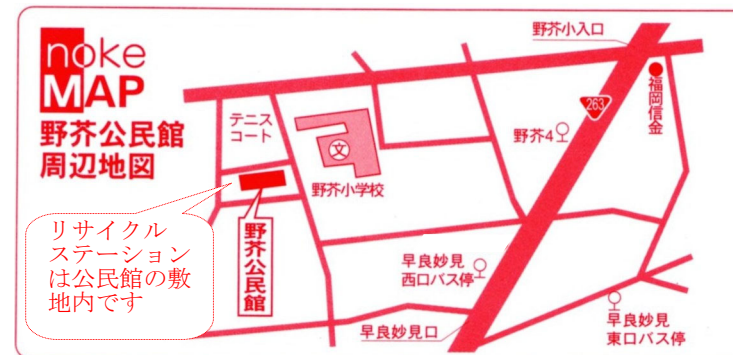 noke
MAP
野芥公民館
周辺地図
リサイクル
ステーション
は公民館の敷
地内です
テニス
コート
文
野芥小学校
野芥公民館
野芥小入口
263
福岡信金
野芥4
早良妙見
西口バス停
早良妙見口
早良妙見
東口バス停